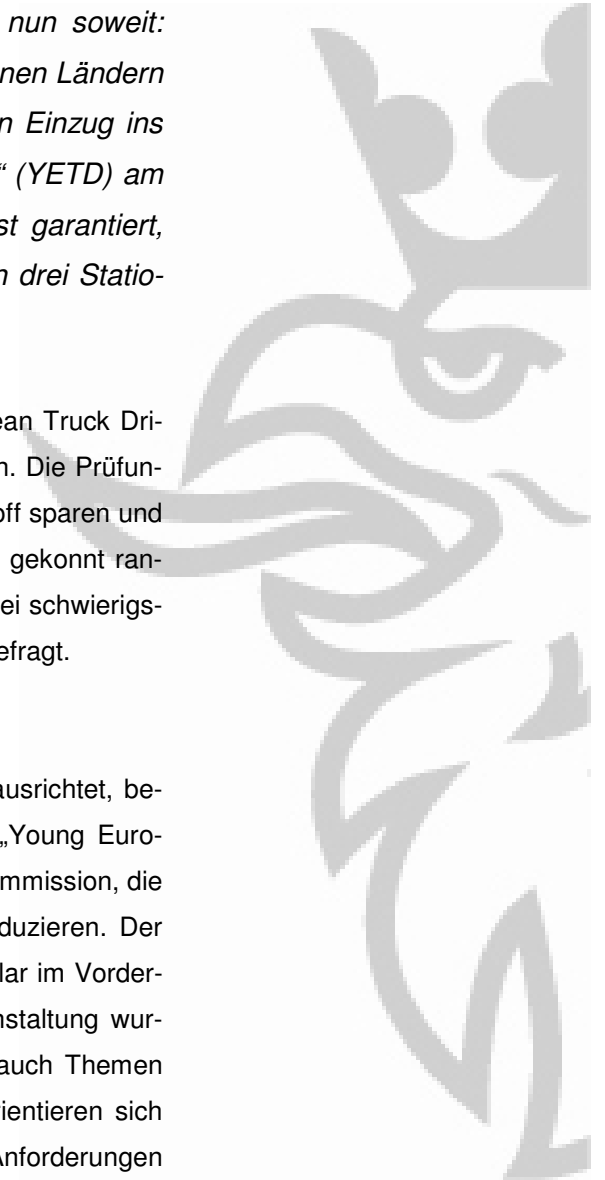 nun soweit:
nen Ländern
n Einzug ins
“ (YETD) am
st garantiert,
n drei Statio-
ean Truck Dri-
n. Die Prüfun-
off sparen und
gekonnt ran-
ei schwierigs-
efragt.
ausrichtet, be-
„Young Euro-
mmission, die
duzieren. Der
lar im Vorder-
nstaltung wur-
auch Themen
ientieren sich
Anforderungen